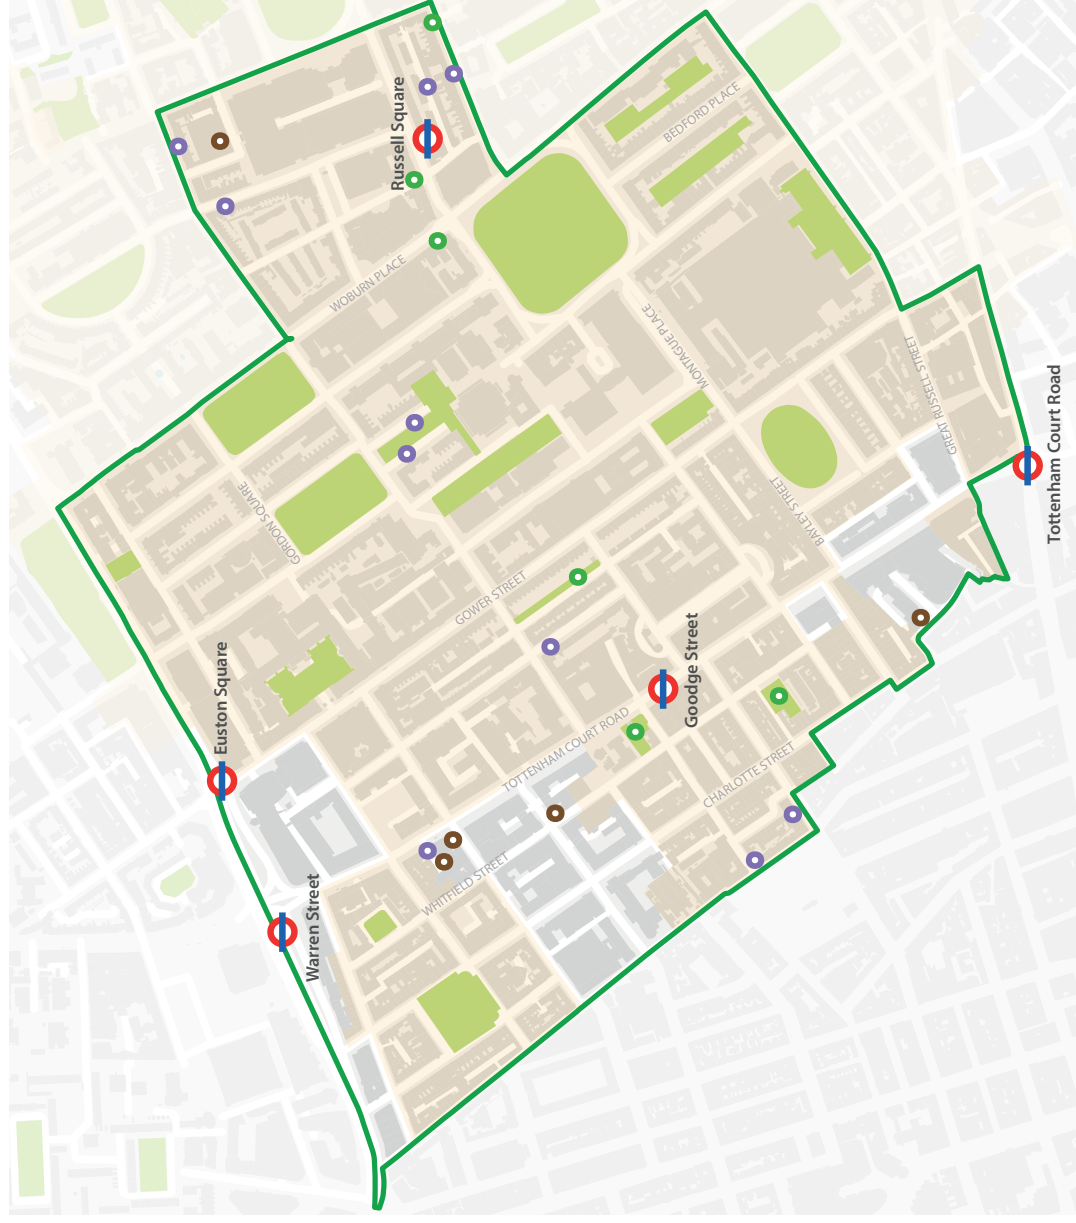 Russell Square
BEDFORD PLACE
WOBURN PLACE
MONTAGUE PLACE
GREAT RUSSELL STREET
Tottenham Court Road
GORDON SQUARE
BAYLEY STREET
GOWER STREET
Euston Square
Goodge Street
TOTTENHAM COURT ROAD
CHARLOTTE STREET
WHITFIELD STREET
Warren Street